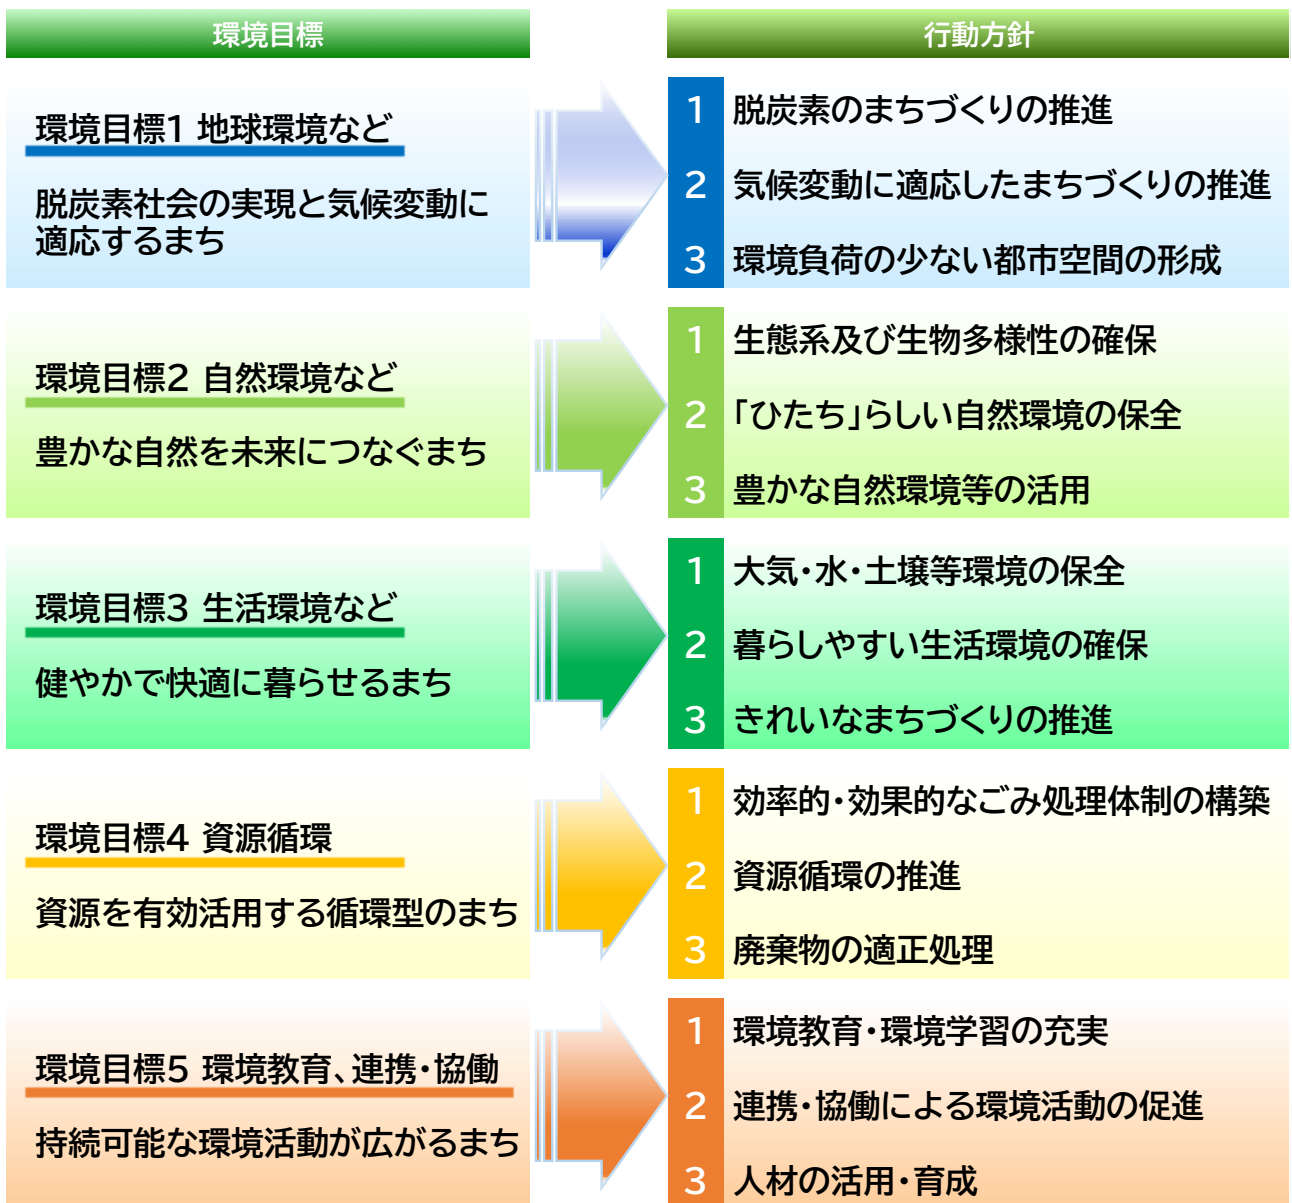 環境目標
行動方針
環境目標1 地球環境など
脱炭素社会の実現と気候変動に
適応するまち
1 脱炭素のまちづくりの推進
2 気候変動に適応したまちづくりの推進
3 環境負荷の少ない都市空間の形成
環境目標2 自然環境など
豊かな自然を未来につなぐまち
1 生態系及び生物多様性の確保
2 「ひたち」らしい自然環境の保全
3 豊かな自然環境等の活用
環境目標3 生活環境など
健やかで快適に暮らせるまち
1 大気・水・土壌等環境の保全
2 暮らしやすい生活環境の確保
3 きれいなまちづくりの推進
環境目標4 資源循環
資源を有効活用する循環型のまち
1 効率的・効果的なごみ処理体制の構築
2 資源循環の推進
3 廃棄物の適正処理
環境目標5 環境教育、連携・協働
持続可能な環境活動が広がるまち
1 環境教育・環境学習の充実
2 連携・協働による環境活動の促進
3 人材の活用・育成